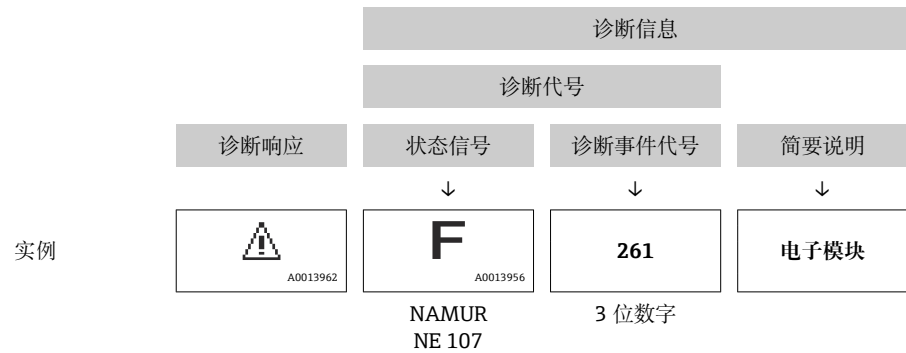 诊断信息
诊断代号
诊断响应 状态信号 诊断事件代号 简要说明
↓ ↓ ↓
实例 F 261 电子模块
A0013962 A0013956
NAMUR 3 位数字
NE 107